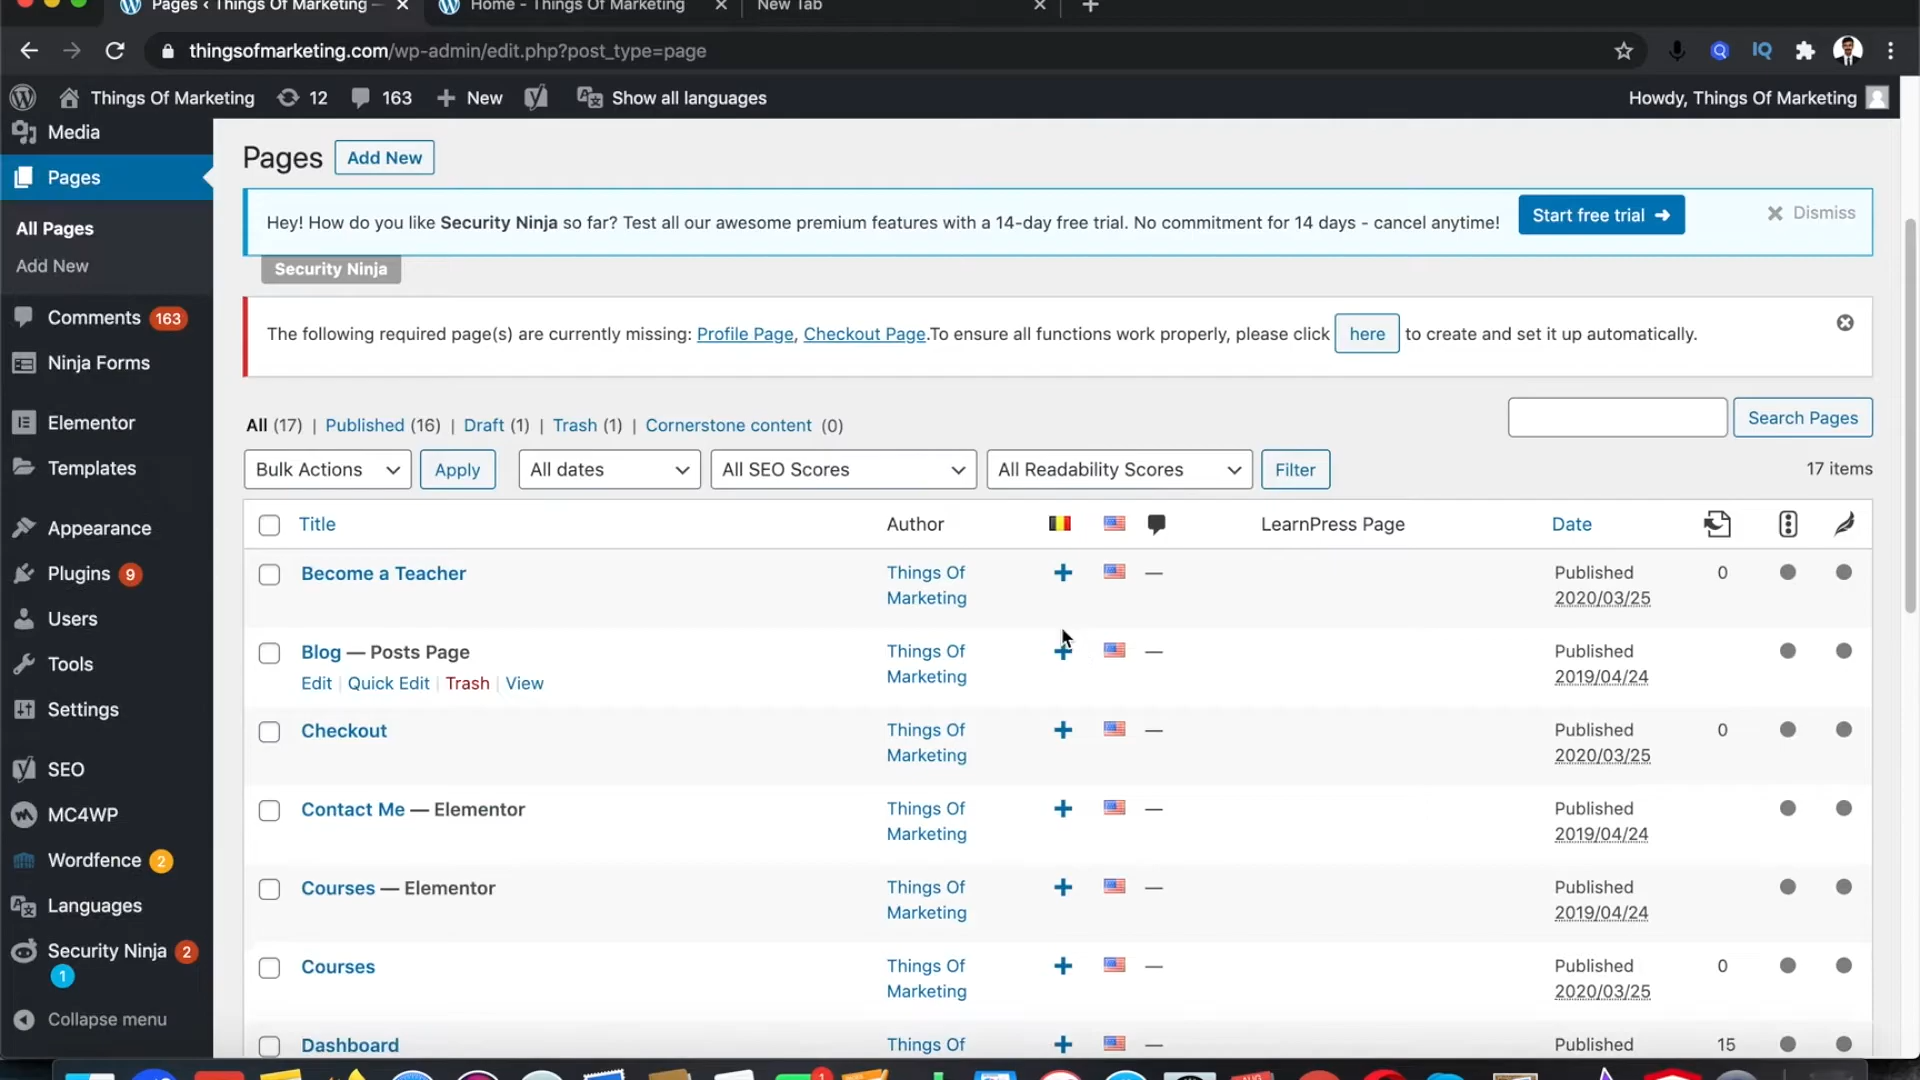 Pages < Things Of Marketing —
Home - Things Of Marketing
New Tab
thingsofmarketing.com/wp-admin/edit.php?post_type=page
IQ
Things Of Marketing
12
163
New
Show all languages
Howdy, Things Of Marketing
Media
Pages
All Pages
Add New
Comments 163
Ninja Forms
Elementor
Templates
Appearance
Plugins 9
Users
Tools
Settings
SEO
MC4WP
Wordfence 2
Languages
Security Ninja 2
1
Collapse menu
Pages
Add New
Hey! How do you like Security Ninja so far? Test all our awesome premium features with a 14-day free trial. No commitment for 14 days - cancel anytime!
Start free trial ➜
Dismiss
Security Ninja
The following required page(s) are currently missing: Profile Page, Checkout Page.To ensure all functions work properly, please click here to create and set it up automatically.
All (17) | Published (16) | Draft (1) | Trash (1) | Cornerstone content (0)
Search Pages
Bulk Actions
Apply
All dates
All SEO Scores
All Readability Scores
Filter
17 items
Title
Author
LearnPress Page
Date
Become a Teacher
Things Of Marketing
—
Published
2020/03/25
0
Blog — Posts Page
Edit | Quick Edit | Trash | View
Things Of Marketing
—
Published
2019/04/24
Checkout
Things Of Marketing
—
Published
2020/03/25
0
Contact Me — Elementor
Things Of Marketing
—
Published
2019/04/24
Courses — Elementor
Things Of Marketing
—
Published
2019/04/24
Courses
Things Of Marketing
—
Published
2020/03/25
0
Dashboard
Things Of
—
Published
15
1